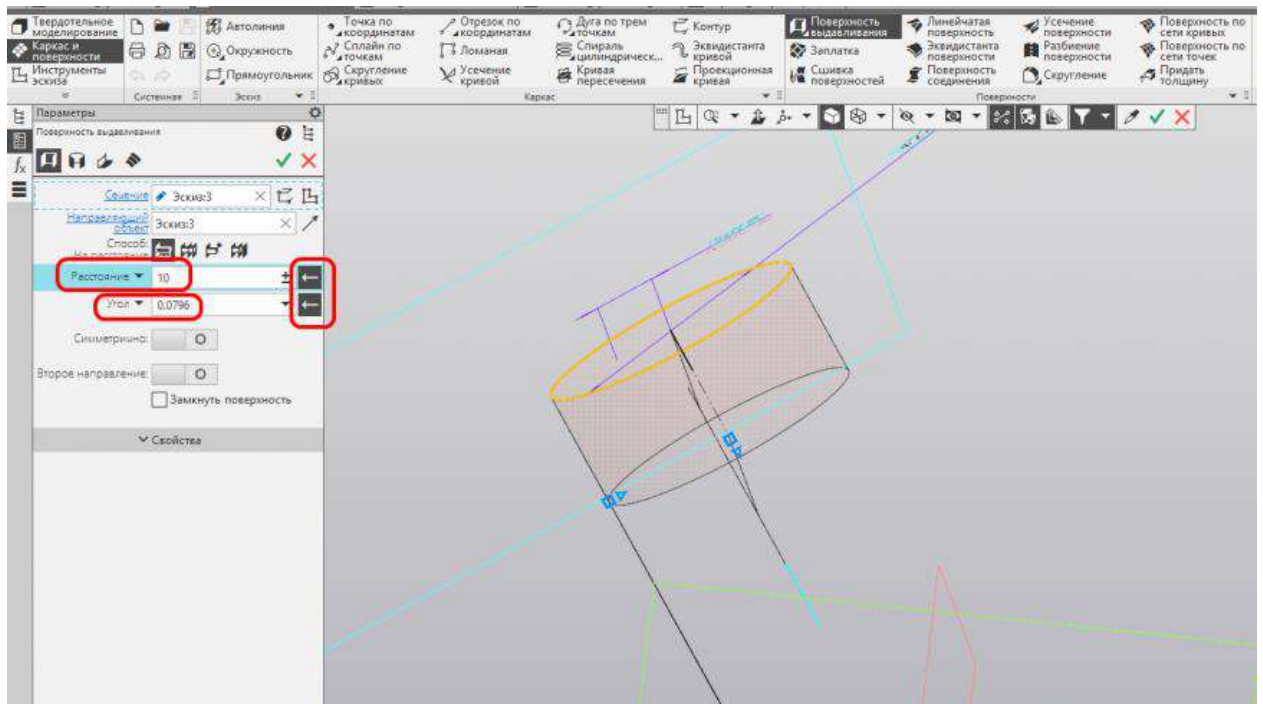 Твердотельное моделирование
Каркас и поверхности
Инструменты эскиза
Системная
Автолиния
Окружность
Прямоугольник
Эскиз
Точка по координатам
Сплайн по точкам
Скругление кривых
Отрезок по координатам
Ломаная
Усечение кривой
Дуга по трем точкам
Спираль цилиндрическ...
Кривая пересечения
Контур
Эквидистанта кривой
Проекционная кривая
Каркас
Поверхность выдавливания
Заплатка
Сшивка поверхностей
Линейчатая поверхность
Эквидистанта поверхности
Поверхность соединения
Усечение поверхности
Разбиение поверхности
Скругление
Поверхность по сети кривых
Поверхность по сети точек
Придать толщину
Поверхности
Параметры
Поверхность выдавливания
Сечение Эскиз:3
Направляющий объект Эскиз:3
Способ:
На расстояние
Расстояние 10
Угол 0.0796
Симметрично:
Второе направление:
Замкнуть поверхность
Свойства